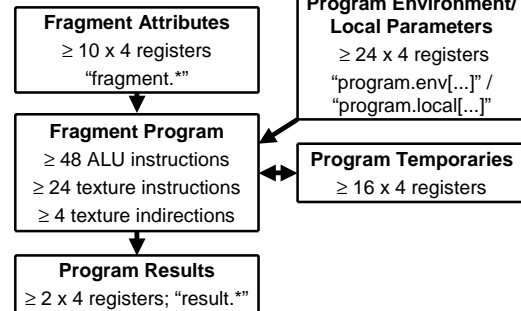 Fragment Attributes
≥ 10 x 4 registers
“fragment.*”
Program Environment/
Local Parameters
≥ 24 x 4 registers
“program.env[...]” /
“program.local[...]”
Fragment Program
≥ 48 ALU instructions
≥ 24 texture instructions
≥ 4 texture indirections
Program Temporaries
≥ 16 x 4 registers
Program Results
≥ 2 x 4 registers; “result.*”